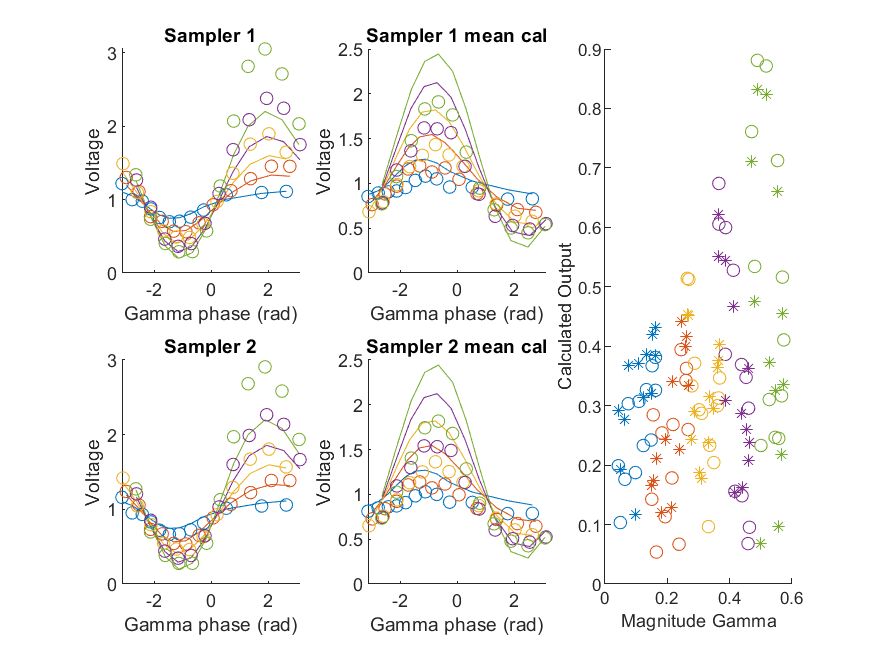 Sampler 1
3
2
1
0
Voltage
-2 0 2
Gamma phase (rad)
Sampler 1 mean cal
2.5
2
1.5
1
0.5
0
Voltage
-2 0 2
Gamma phase (rad)
Sampler 2
3
2
1
0
Voltage
-2 0 2
Gamma phase (rad)
Sampler 2 mean cal
2.5
2
1.5
1
0.5
0
Voltage
-2 0 2
Gamma phase (rad)
0.9
0.8
0.7
0.6
0.5
0.4
0.3
0.2
0.1
0
Calculated Output
0 0.2 0.4 0.6
Magnitude Gamma